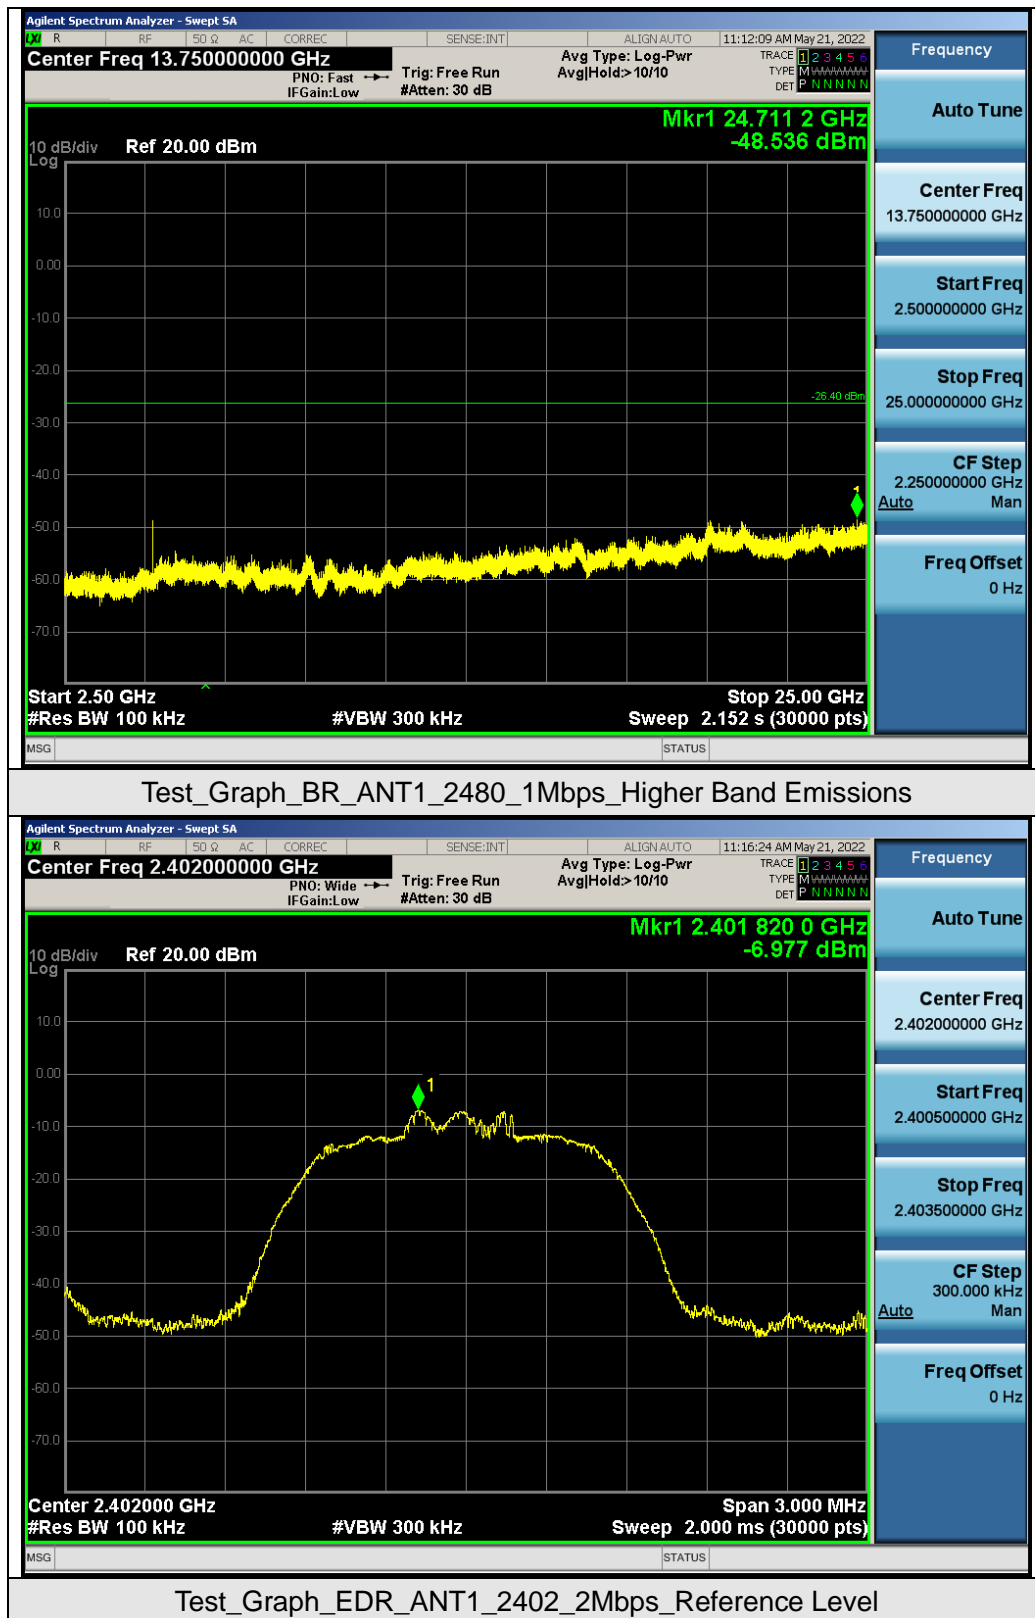 Agilent Spectrum Analyzer - Swept SA
LXI R RF 50 Ω AC CORREC SENSE:INT ALIGN AUTO 11:12:09 AM May 21, 2022
Center Freq 13.750000000 GHz
PNO: Fast
IFGain:Low
Trig: Free Run
#Atten: 30 dB
Avg Type: Log-Pwr
Avg|Hold:> 10/10
TRACE 1 2 3 4 5 6
TYPE M WWWWW
DET P N N N N N
Mkr1 24.711 2 GHz
-48.536 dBm
10 dB/div Ref 20.00 dBm
Log
10.0
0.00
-10.0
-20.0
-26.40 dBm
-30.0
-40.0
1
-50.0
-60.0
-70.0
Start 2.50 GHz Stop 25.00 GHz
#Res BW 100 kHz #VBW 300 kHz Sweep 2.152 s (30000 pts)
MSG STATUS
Frequency
Auto Tune
Center Freq
13.750000000 GHz
Start Freq
2.500000000 GHz
Stop Freq
25.000000000 GHz
CF Step
2.250000000 GHz
Auto Man
Freq Offset
0 Hz
Test_Graph_BR_ANT1_2480_1Mbps_Higher Band Emissions
Agilent Spectrum Analyzer - Swept SA
LXI R RF 50 Ω AC CORREC SENSE:INT ALIGN AUTO 11:16:24 AM May 21, 2022
Center Freq 2.402000000 GHz
PNO: Wide
IFGain:Low
Trig: Free Run
#Atten: 30 dB
Avg Type: Log-Pwr
Avg|Hold:> 10/10
TRACE 1 2 3 4 5 6
TYPE M WWWWW
DET P N N N N N
Mkr1 2.401 820 0 GHz
-6.977 dBm
10 dB/div Ref 20.00 dBm
Log
10.0
0.00
1
-10.0
-20.0
-30.0
-40.0
-50.0
-60.0
-70.0
Center 2.402000 GHz Span 3.000 MHz
#Res BW 100 kHz #VBW 300 kHz Sweep 2.000 ms (30000 pts)
MSG STATUS
Frequency
Auto Tune
Center Freq
2.402000000 GHz
Start Freq
2.400500000 GHz
Stop Freq
2.403500000 GHz
CF Step
300.000 kHz
Auto Man
Freq Offset
0 Hz
Test_Graph_EDR_ANT1_2402_2Mbps_Reference Level